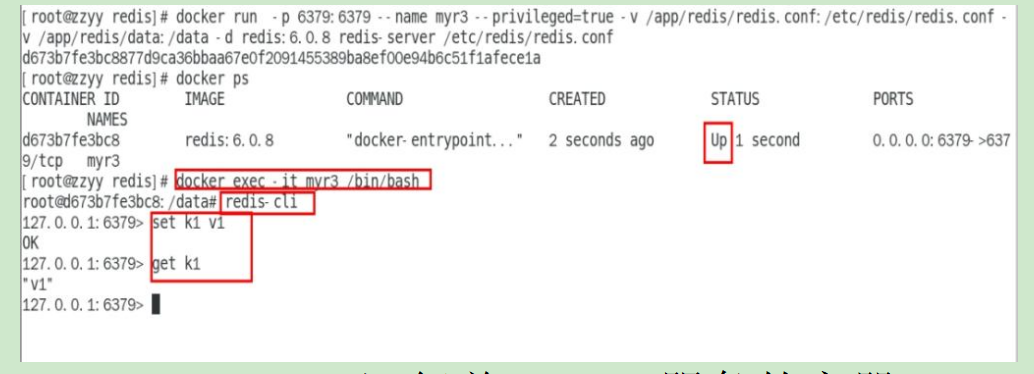 [root@zzyy redis]# docker run -p 6379:6379 --name myr3 --privileged=true -v /app/redis/redis.conf:/etc/redis/redis.conf -
v /app/redis/data:/data -d redis:6.0.8 redis-server /etc/redis/redis.conf
d673b7fe3bc8877d9ca36bbaa67e0f2091455389ba8ef00e94b6c51f1afece1a
[root@zzyy redis]# docker ps
CONTAINER ID IMAGE COMMAND CREATED STATUS PORTS
NAMES
d673b7fe3bc8 redis:6.0.8 "docker-entrypoint..." 2 seconds ago Up 1 second 0.0.0.0:6379->637
9/tcp myr3
[root@zzyy redis]# docker exec -it myr3 /bin/bash
root@d673b7fe3bc8:/data# redis-cli
127.0.0.1:6379> set k1 v1
OK
127.0.0.1:6379> get k1
"v1"
127.0.0.1:6379>